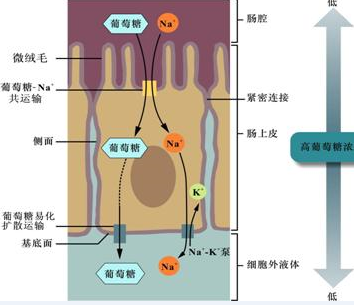 低
葡萄糖
Na⁺
肠腔
微绒毛
葡萄糖-Na⁺
共运输
紧密连接
侧面
葡萄糖
Na⁺
肠上皮
高葡萄糖浓
K⁺
葡萄糖易化
扩散运输
基底面
Na⁺-K⁺泵
葡萄糖
Na⁺
细胞外液体
低